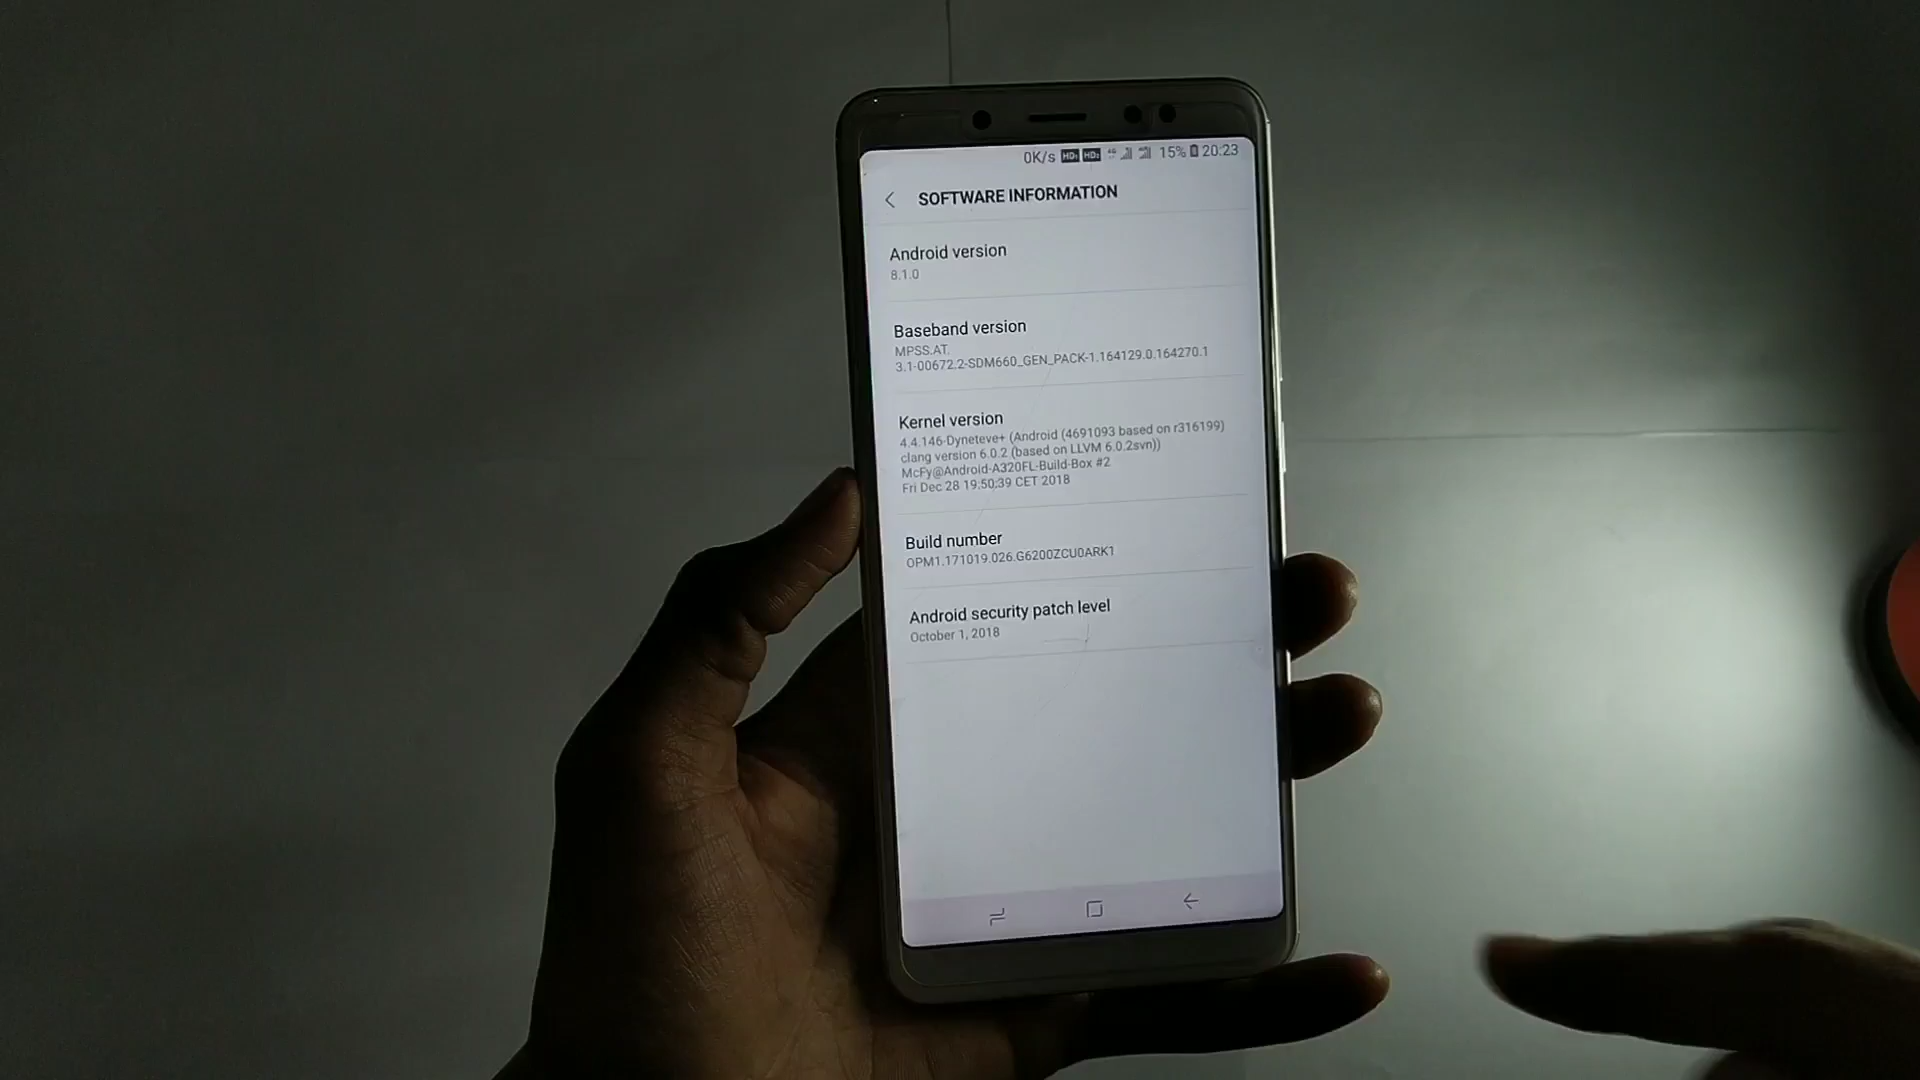 0K/s HD1 HD2 4G 15% 20:23
SOFTWARE INFORMATION
Android version
8.1.0
Baseband version
MPSS.AT.
3.1-00672.2-SDM660_GEN_PACK-1.164129.0.164270.1
Kernel version
4.4.146-Dyneteve+ (Android (4691093 based on r316199)
clang version 6.0.2 (based on LLVM 6.0.2svn))
McFy@Android-A320FL-Build-Box #2
Fri Dec 28 19:50:39 CET 2018
Build number
OPM1.171019.026.G6200ZCU0ARK1
Android security patch level
October 1, 2018